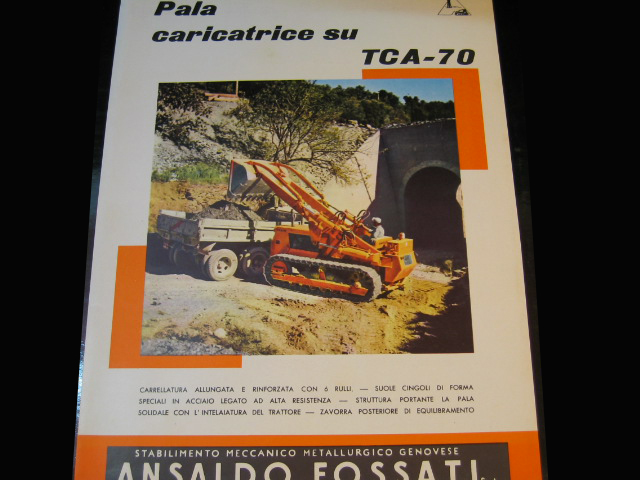 Pala
caricatrice su
TCA-70
CARRELLATURA ALLUNGATA E RINFORZATA CON 6 RULLI. — SUOLE CINGOLI DI FORMA
SPECIALI IN ACCIAIO LEGATO AD ALTA RESISTENZA — STRUTTURA PORTANTE LA PALA
SOLIDALE CON L'INTELAIATURA DEL TRATTORE — ZAVORRA POSTERIORE DI EQUILIBRAMENTO
STABILIMENTO MECCANICO METALLURGICO GENOVESE
ANSALDO FOSSATI